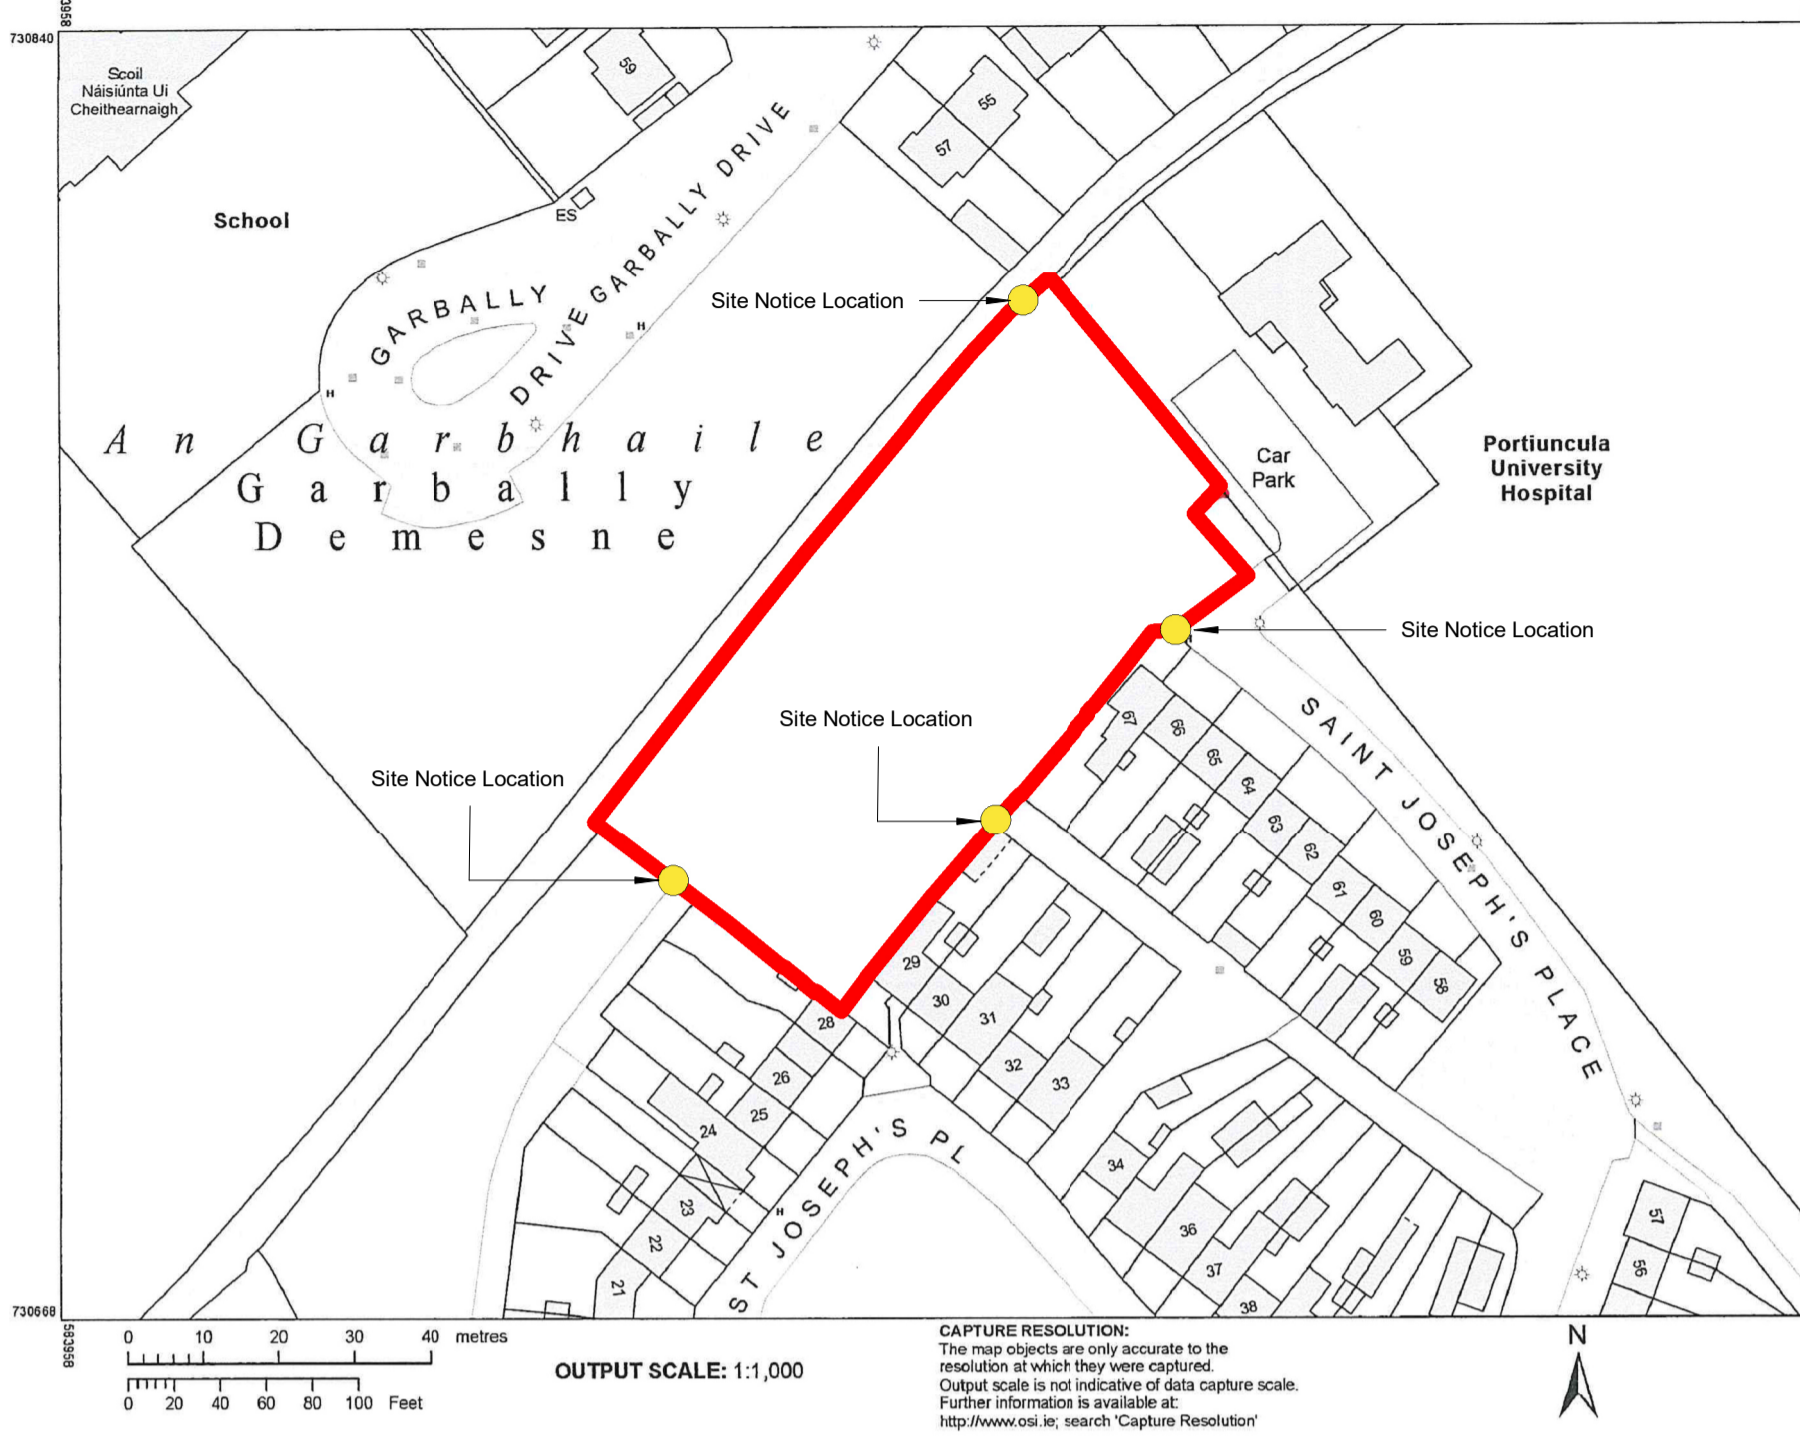 583958
730840
Scoil
Náisiúnta Uí
Cheithearnaigh
School
59
ES
GARBALLY DRIVE
GARBALLY DRIVE
GARBALLY
DRIVE
H
H
55
57
Site Notice Location
An Garbhaile
Garbally
Demesne
Car
Park
Portiuncula
University
Hospital
Site Notice Location
Site Notice Location
Site Notice Location
SAINT JOSEPH'S PLACE
67
66
65
64
63
62
61
60
59
58
29
30
31
32
33
28
26
25
24
23
22
21
H
ST JOSEPH'S PL
34
36
37
38
57
56
730668
583958
0 10 20 30 40 metres
0 20 40 60 80 100 Feet
OUTPUT SCALE: 1:1,000
CAPTURE RESOLUTION:
The map objects are only accurate to the
resolution at which they were captured.
Output scale is not indicative of data capture scale.
Further information is available at:
http://www.osi.ie; search 'Capture Resolution'
N